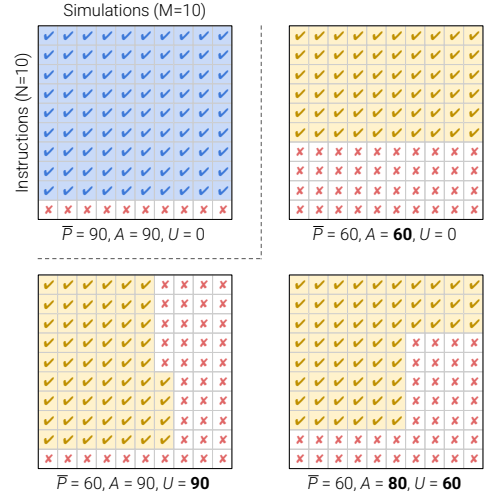 Simulations (M=10)
Instructions (N=10)
P̅ = 90, A = 90, U = 0
P̅ = 60, A = 60, U = 0
P̅ = 60, A = 90, U = 90
P̅ = 60, A = 80, U = 60